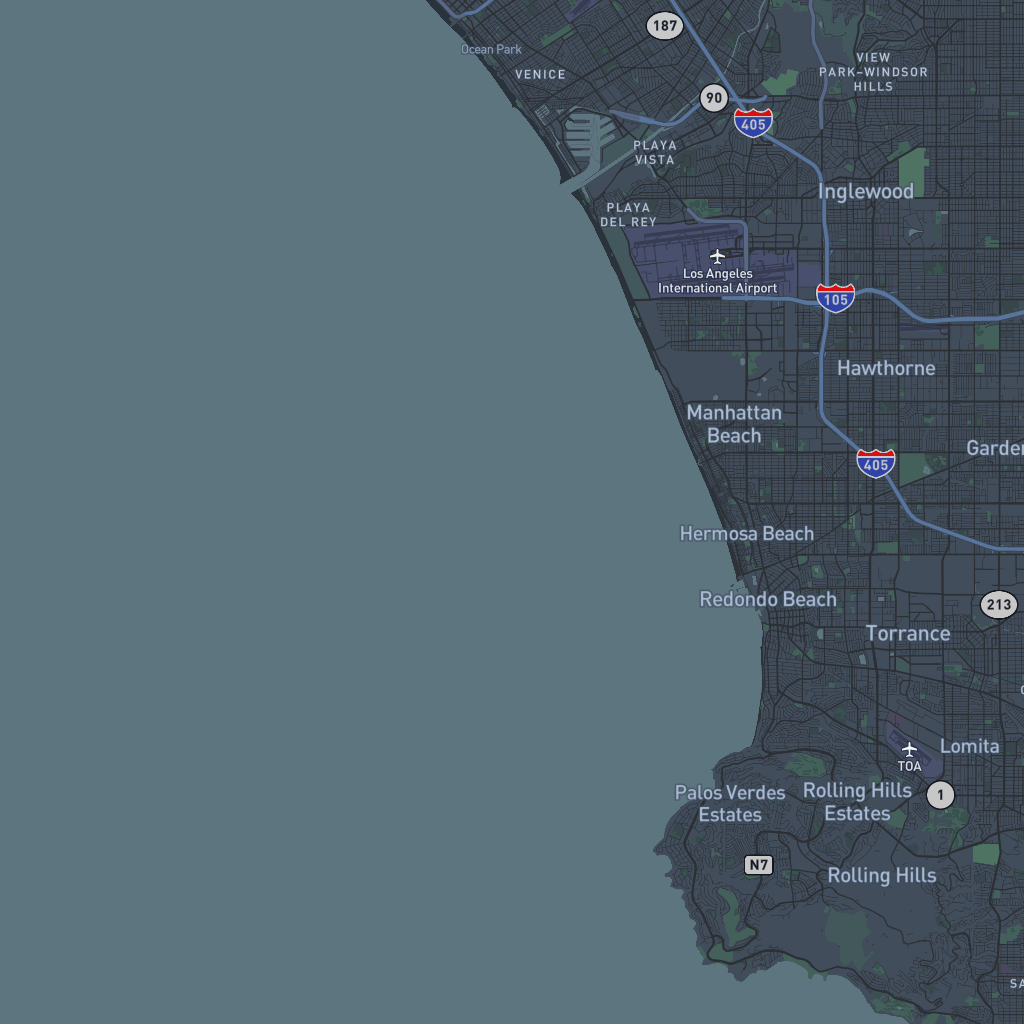 187
Ocean Park
VENICE
VIEW
PARK–WINDSOR
HILLS
90
405
PLAYA
VISTA
Inglewood
PLAYA
DEL REY
Los Angeles
International Airport
105
Hawthorne
Manhattan
Beach
Garden
405
Hermosa Beach
Redondo Beach
213
Torrance
Lomita
TOA
Palos Verdes
Estates
Rolling Hills
Estates
1
N7
Rolling Hills
SA